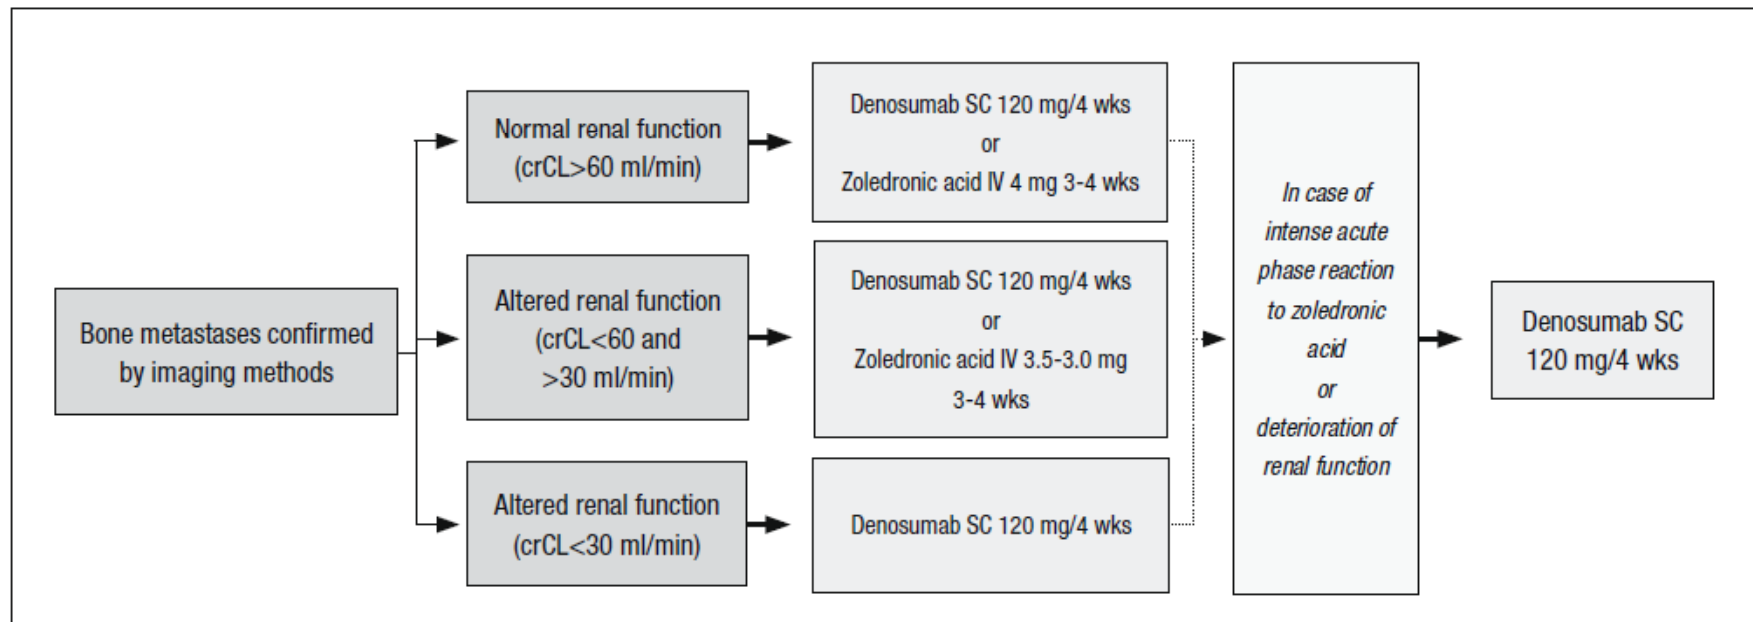 Bone metastases confirmed
by imaging methods
Normal renal function
(crCL>60 ml/min)
Altered renal function
(crCL<60 and
>30 ml/min)
Altered renal function
(crCL<30 ml/min)
Denosumab SC 120 mg/4 wks
or
Zoledronic acid IV 4 mg 3-4 wks
Denosumab SC 120 mg/4 wks
or
Zoledronic acid IV 3.5-3.0 mg
3-4 wks
Denosumab SC 120 mg/4 wks
In case of
intense acute
phase reaction
to zoledronic
acid
or
deterioration of
renal function
Denosumab SC
120 mg/4 wks